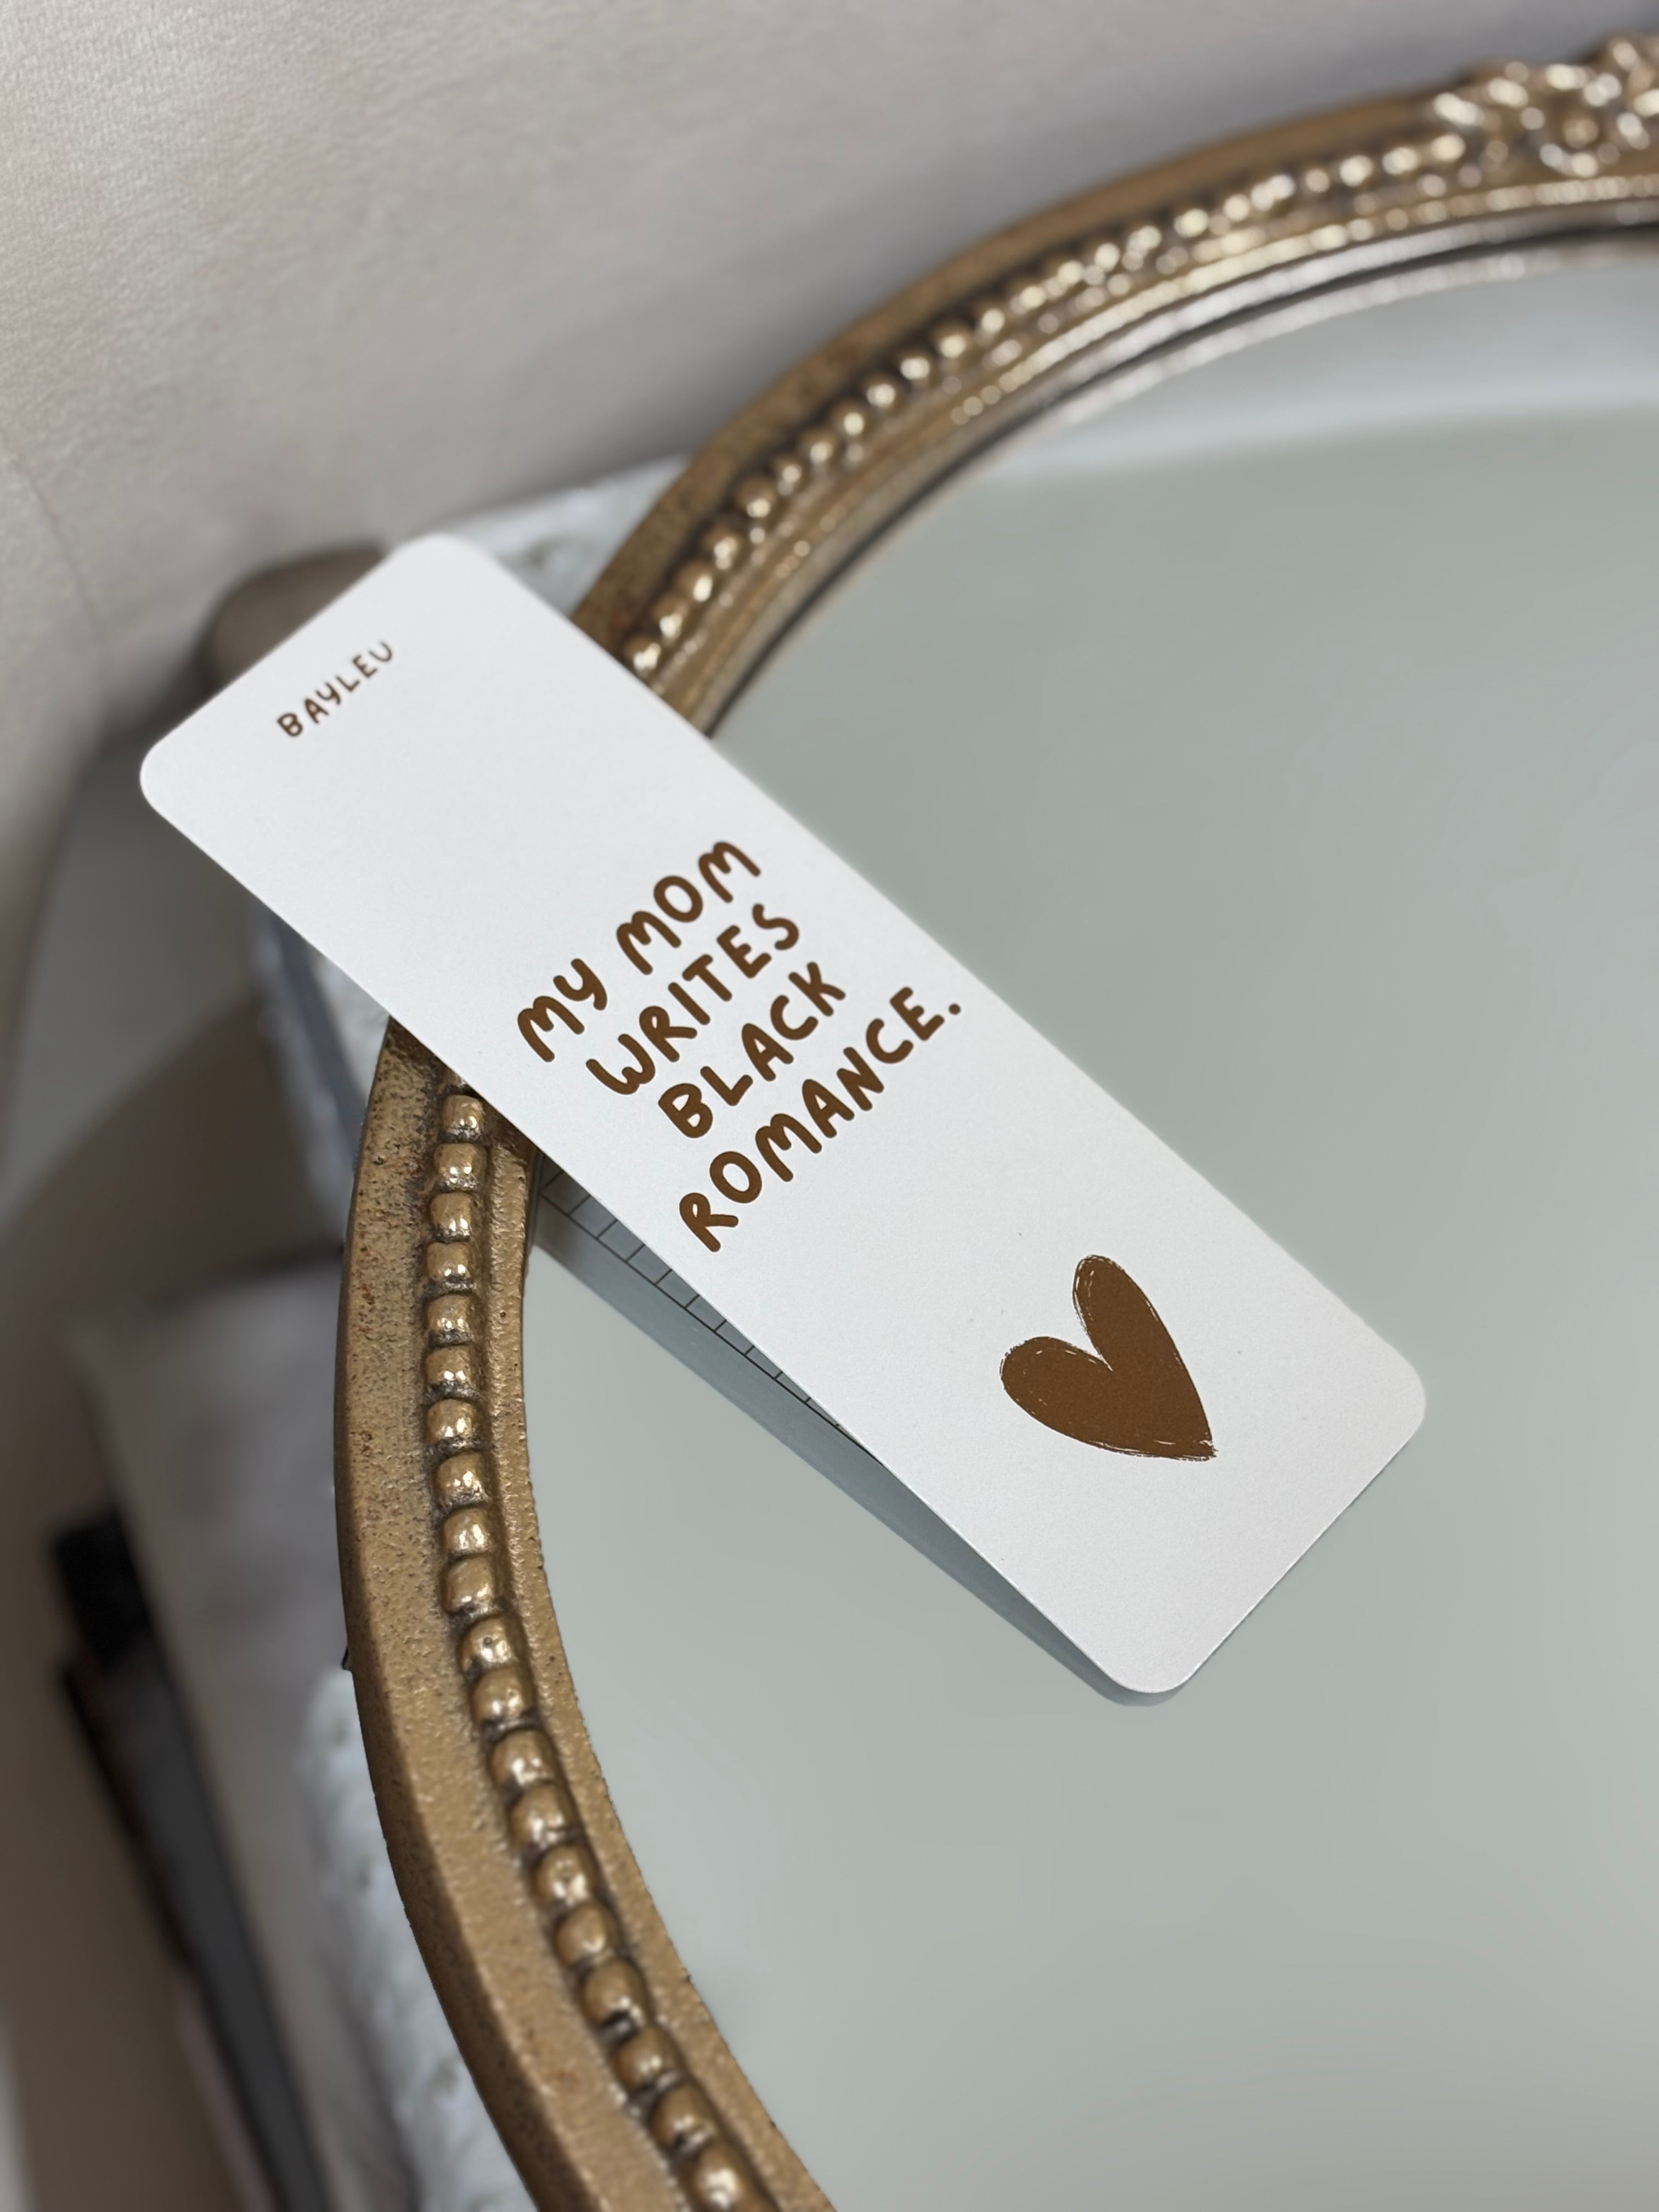 BAYLEU
MY MOM
WRITES
BLACK
ROMANCE.